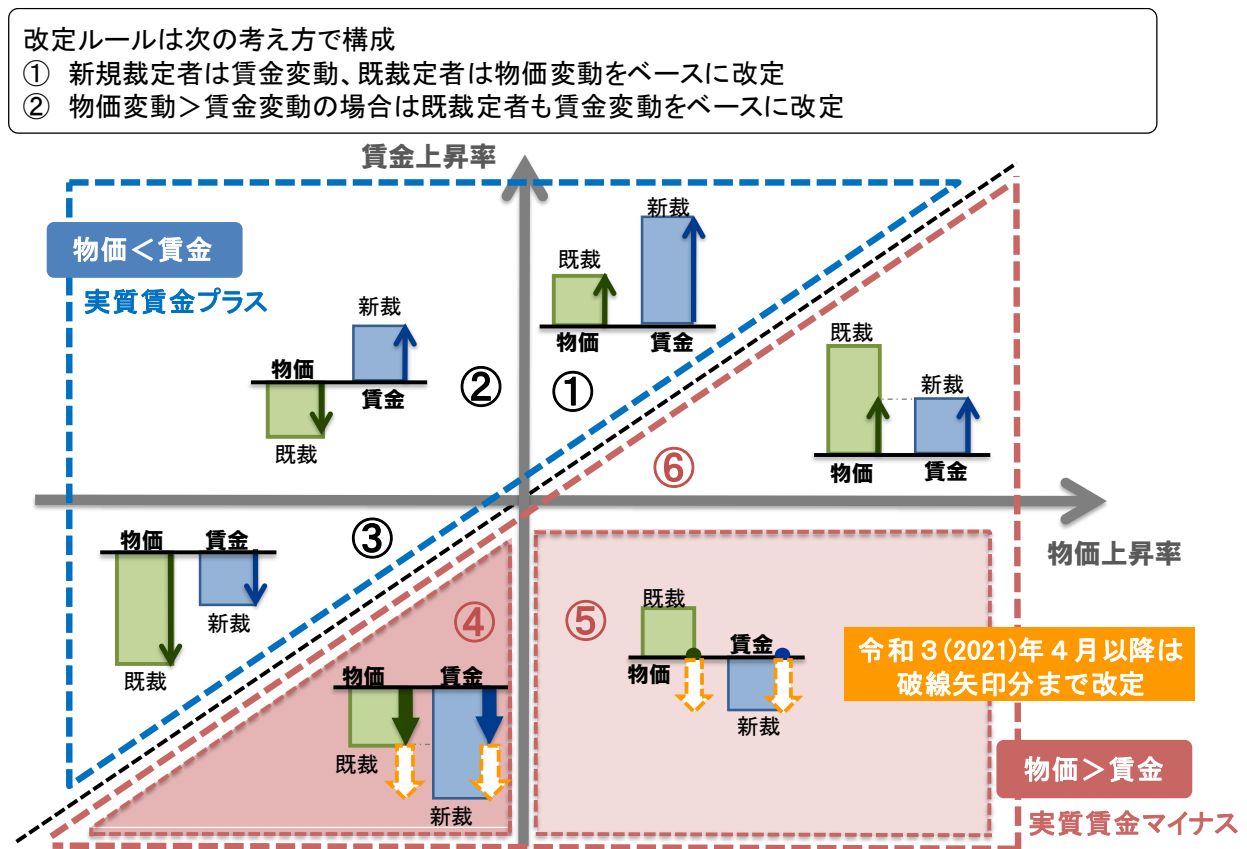 改定ルールは次の考え方で構成
① 新規裁定者は賃金変動、既裁定者は物価変動をベースに改定
② 物価変動＞賃金変動の場合は既裁定者も賃金変動をベースに改定
賃金上昇率
物価＜賃金
実質賃金プラス
新裁
既裁
物価
賃金
①
新裁
物価
賃金
既裁
②
既裁
新裁
物価
賃金
⑥
物価上昇率
物価
賃金
新裁
既裁
③
④
物価
賃金
既裁
新裁
⑤
既裁
賃金
物価
新裁
令和３(2021)年４月以降は
破線矢印分まで改定
物価＞賃金
実質賃金マイナス